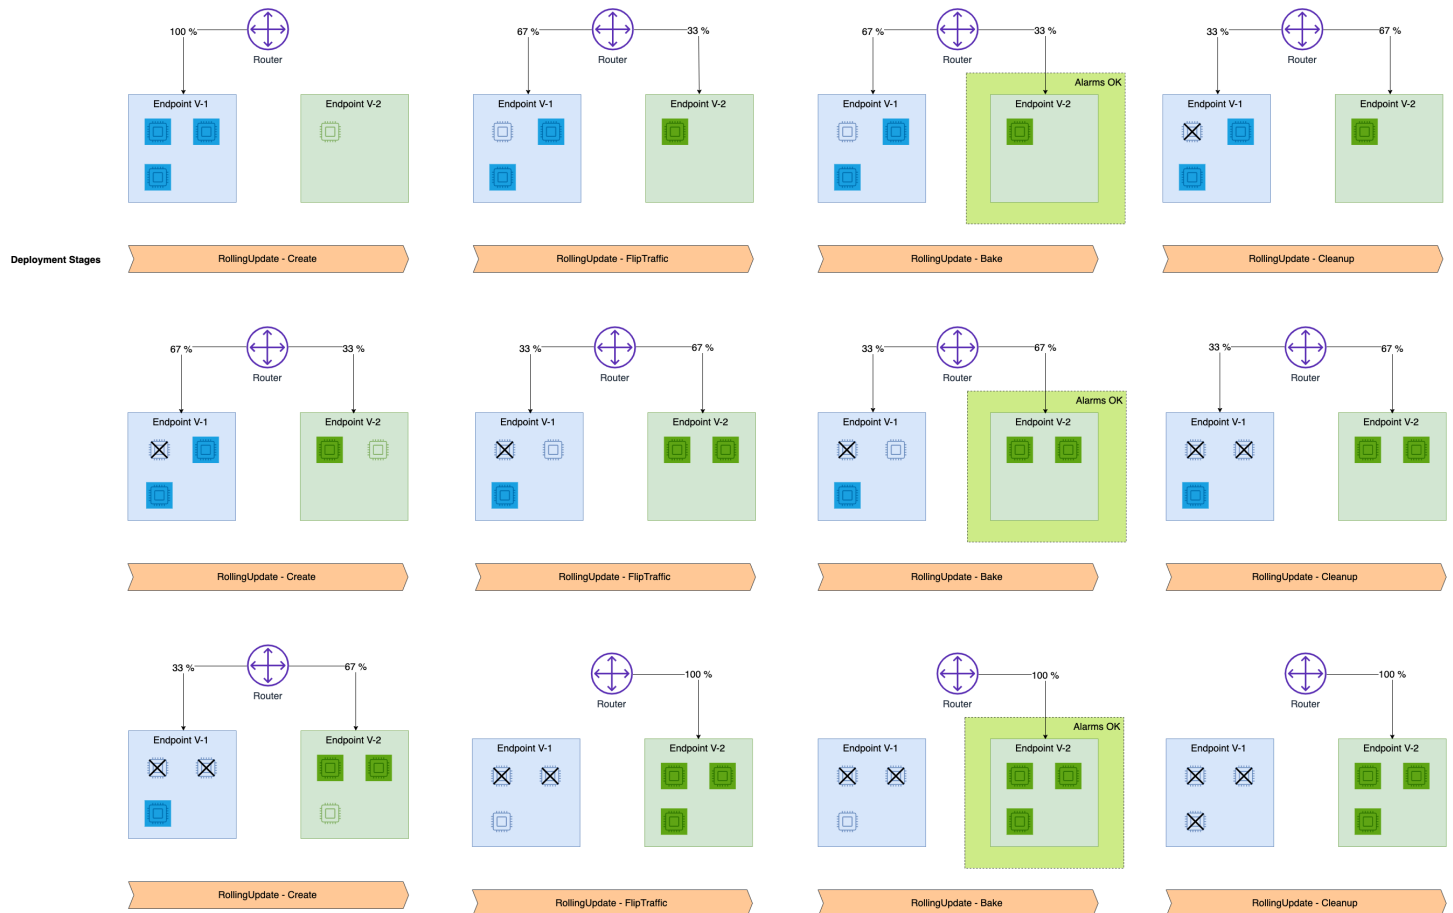 100 %
Router
67 %
33 %
Router
67 %
33 %
Router
33 %
67 %
Router
Endpoint V-1
Endpoint V-2
Endpoint V-1
Endpoint V-2
Endpoint V-1
Alarms OK
Endpoint V-2
Endpoint V-1
Endpoint V-2
Deployment Stages
RollingUpdate - Create
RollingUpdate - FlipTraffic
RollingUpdate - Bake
RollingUpdate - Cleanup
67 %
33 %
Router
33 %
67 %
Router
33 %
67 %
Router
33 %
67 %
Router
Endpoint V-1
Endpoint V-2
Endpoint V-1
Endpoint V-2
Endpoint V-1
Alarms OK
Endpoint V-2
Endpoint V-1
Endpoint V-2
RollingUpdate - Create
RollingUpdate - FlipTraffic
RollingUpdate - Bake
RollingUpdate - Cleanup
33 %
67 %
Router
100 %
Router
100 %
Router
100 %
Router
Endpoint V-1
Endpoint V-2
Endpoint V-1
Endpoint V-2
Endpoint V-1
Alarms OK
Endpoint V-2
Endpoint V-1
Endpoint V-2
RollingUpdate - Create
RollingUpdate - FlipTraffic
RollingUpdate - Bake
RollingUpdate - Cleanup